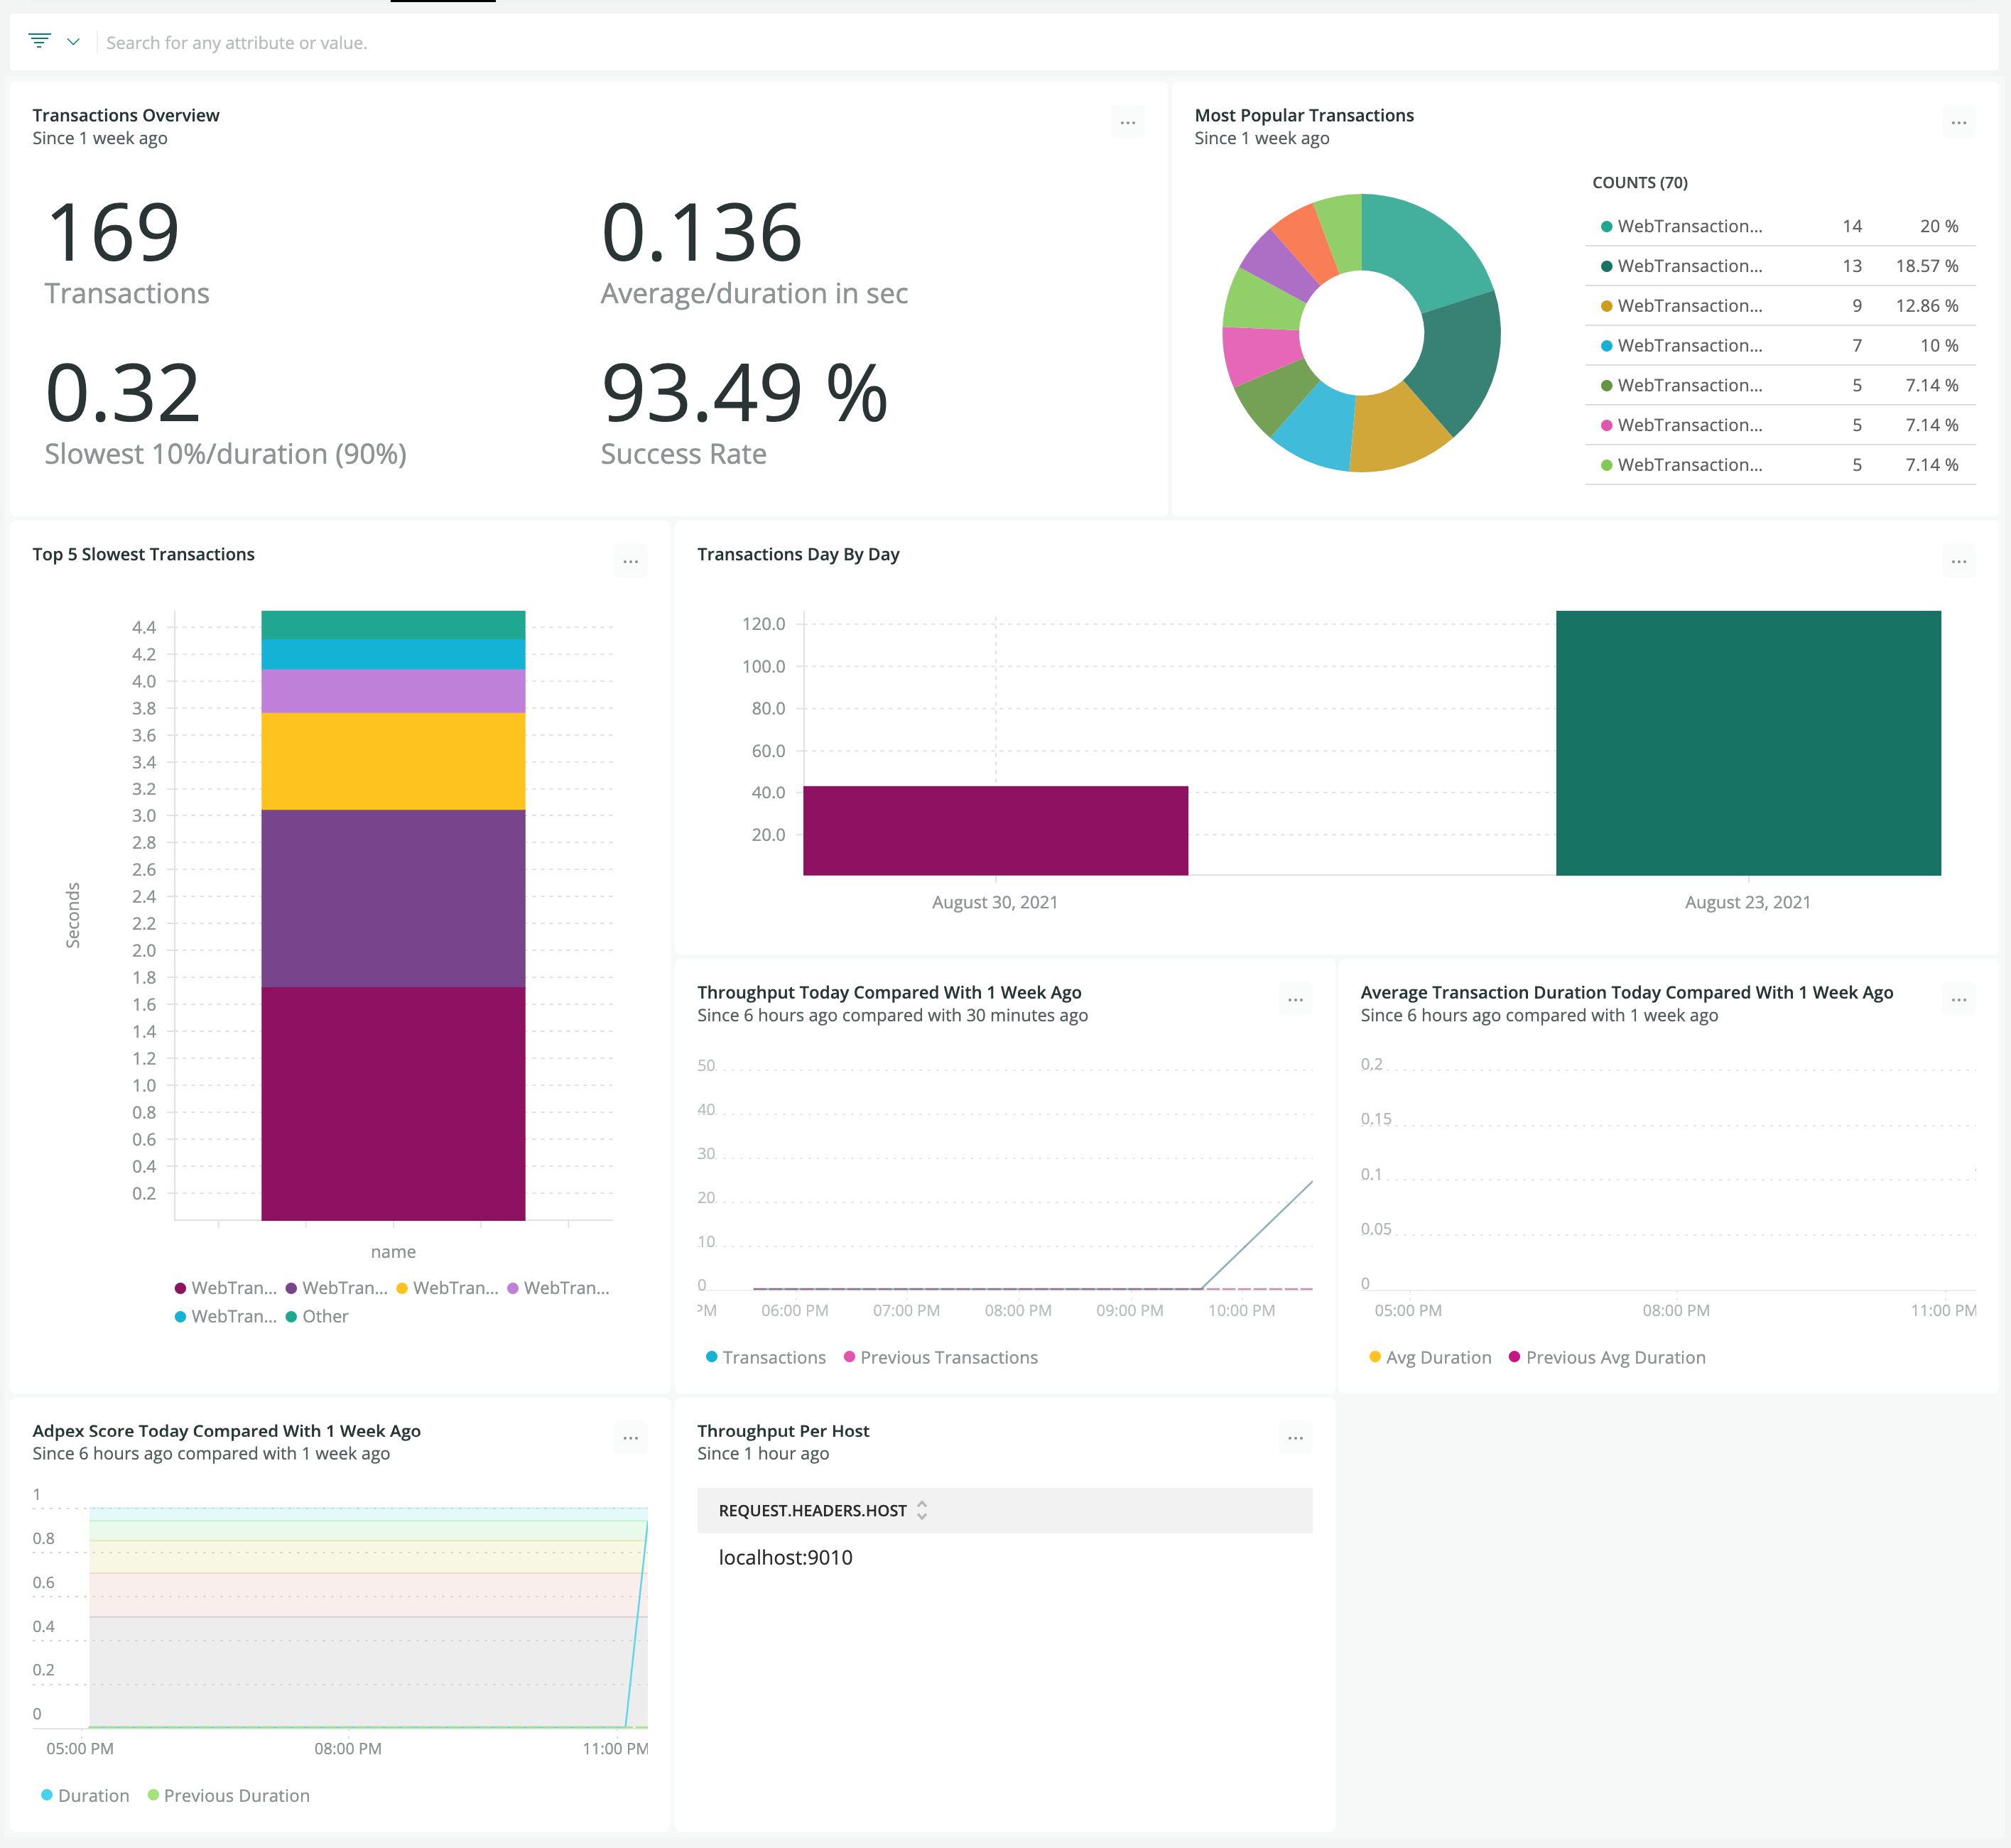 Search for any attribute or value.
Transactions Overview
Since 1 week ago
169
Transactions
0.136
Average/duration in sec
0.32
Slowest 10%/duration (90%)
93.49 %
Success Rate
Most Popular Transactions
Since 1 week ago
COUNTS (70)
WebTransaction... 14 20 %
WebTransaction... 13 18.57 %
WebTransaction... 9 12.86 %
WebTransaction... 7 10 %
WebTransaction... 5 7.14 %
WebTransaction... 5 7.14 %
WebTransaction... 5 7.14 %
Top 5 Slowest Transactions
4.4
4.2
4.0
3.8
3.6
3.4
3.2
3.0
2.8
2.6
2.4
2.2
2.0
1.8
1.6
1.4
1.2
1.0
0.8
0.6
0.4
0.2
Seconds
name
WebTran... WebTran... WebTran... WebTran...
WebTran... Other
Transactions Day By Day
120.0
100.0
80.0
60.0
40.0
20.0
August 30, 2021 August 23, 2021
Throughput Today Compared With 1 Week Ago
Since 6 hours ago compared with 30 minutes ago
50
40
30
20
10
0
PM 06:00 PM 07:00 PM 08:00 PM 09:00 PM 10:00 PM
Transactions Previous Transactions
Average Transaction Duration Today Compared With 1 Week Ago
Since 6 hours ago compared with 1 week ago
0,2
0,15
0,1
0,05
0
05:00 PM 08:00 PM 11:00 PM
Avg Duration Previous Avg Duration
Adpex Score Today Compared With 1 Week Ago
Since 6 hours ago compared with 1 week ago
1
0.8
0.6
0.4
0.2
0
05:00 PM 08:00 PM 11:00 PM
Duration Previous Duration
Throughput Per Host
Since 1 hour ago
REQUEST.HEADERS.HOST
localhost:9010